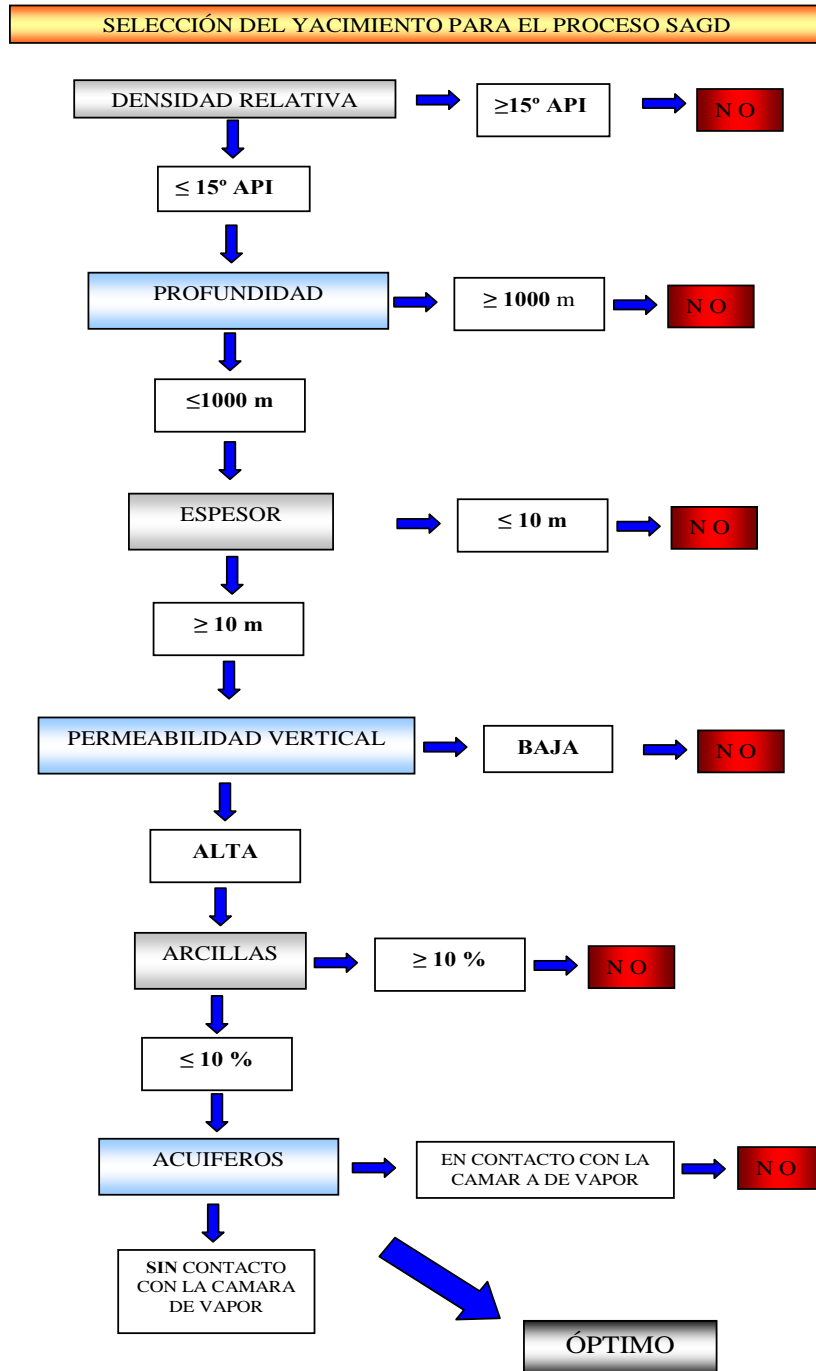 SELECCIÓN DEL YACIMIENTO PARA EL PROCESO SAGD
DENSIDAD RELATIVA
≥15º API
N O
≤ 15º API
PROFUNDIDAD
≥ 1000 m
N O
≤1000 m
ESPESOR
≤ 10 m
N O
≥ 10 m
PERMEABILIDAD VERTICAL
BAJA
N O
ALTA
ARCILLAS
≥ 10 %
N O
≤ 10 %
ACUIFEROS
EN CONTACTO CON LA
CAMAR A DE VAPOR
N O
SIN CONTACTO
CON LA CAMARA
DE VAPOR
ÓPTIMO